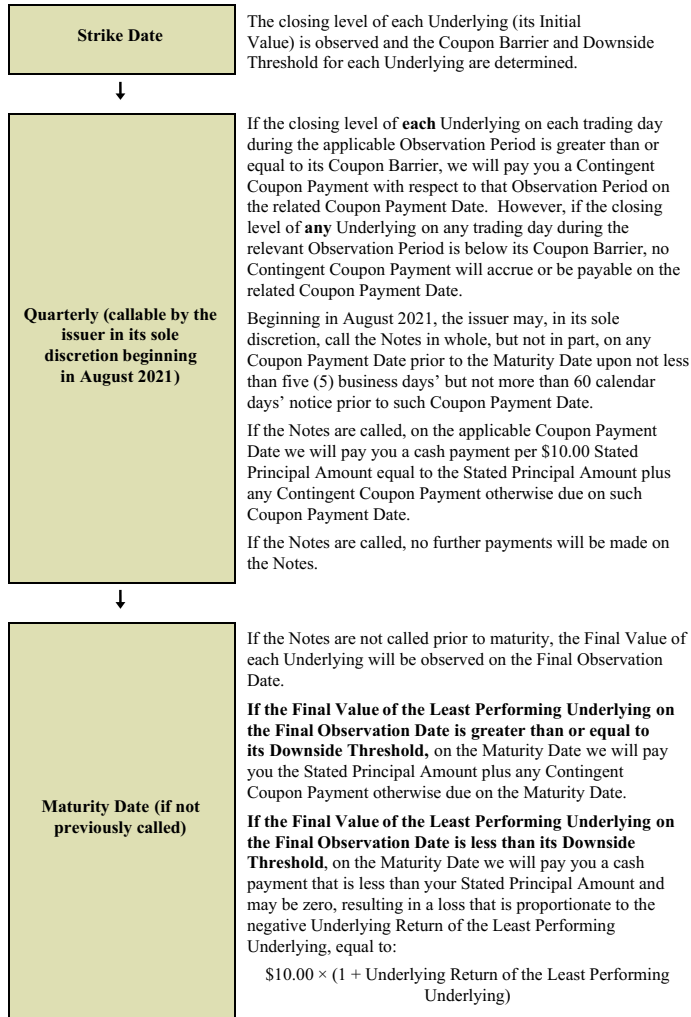 Strike Date
The closing level of each Underlying (its Initial
Value) is observed and the Coupon Barrier and Downside
Threshold for each Underlying are determined.
↓
Quarterly (callable by the
issuer in its sole
discretion beginning
in August 2021)
If the closing level of each Underlying on each trading day
during the applicable Observation Period is greater than or
equal to its Coupon Barrier, we will pay you a Contingent
Coupon Payment with respect to that Observation Period on
the related Coupon Payment Date. However, if the closing
level of any Underlying on any trading day during the
relevant Observation Period is below its Coupon Barrier, no
Contingent Coupon Payment will accrue or be payable on the
related Coupon Payment Date.
Beginning in August 2021, the issuer may, in its sole
discretion, call the Notes in whole, but not in part, on any
Coupon Payment Date prior to the Maturity Date upon not less
than five (5) business days’ but not more than 60 calendar
days’ notice prior to such Coupon Payment Date.
If the Notes are called, on the applicable Coupon Payment
Date we will pay you a cash payment per $10.00 Stated
Principal Amount equal to the Stated Principal Amount plus
any Contingent Coupon Payment otherwise due on such
Coupon Payment Date.
If the Notes are called, no further payments will be made on
the Notes.
↓
Maturity Date (if not
previously called)
If the Notes are not called prior to maturity, the Final Value of
each Underlying will be observed on the Final Observation
Date.
If the Final Value of the Least Performing Underlying on
the Final Observation Date is greater than or equal to
its Downside Threshold, on the Maturity Date we will pay
you the Stated Principal Amount plus any Contingent
Coupon Payment otherwise due on the Maturity Date.
If the Final Value of the Least Performing Underlying on
the Final Observation Date is less than its Downside
Threshold, on the Maturity Date we will pay you a cash
payment that is less than your Stated Principal Amount and
may be zero, resulting in a loss that is proportionate to the
negative Underlying Return of the Least Performing
Underlying, equal to:
$10.00 × (1 + Underlying Return of the Least Performing
Underlying)